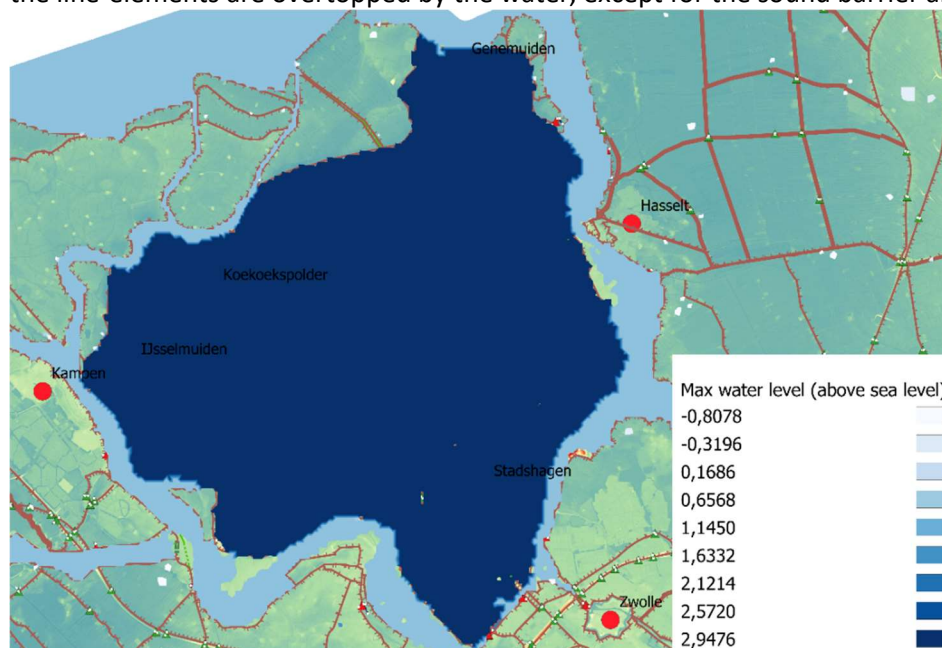 the line-elements are overtopped by the water, except for the sound barrier
Genemuiden
Hasselt
Koekoekspolder
IJsselmuiden
Kampen
Max water level (above sea level)
-0,8078
-0,3196
0,1686
0,6568
1,1450
1,6332
2,1214
2,5720
2,9476
Stadshagen
Zwolle